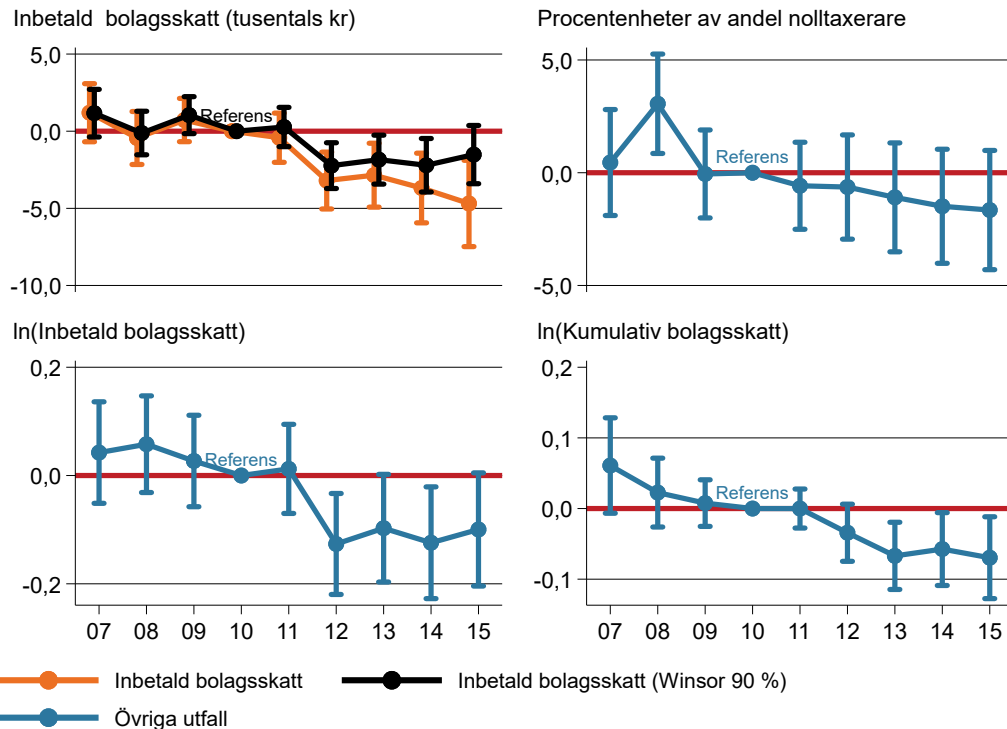 Inbetald bolagsskatt (tusentals kr)
5,0
0,0
-5,0
-10,0
Referens
Procentenheter av andel nolltaxerare
5,0
0,0
-5,0
Referens
ln(Inbetald bolagsskatt)
0,2
0,0
-0,2
Referens
07 08 09 10 11 12 13 14 15
ln(Kumulativ bolagsskatt)
0,2
0,1
0,0
-0,1
Referens
07 08 09 10 11 12 13 14 15
Inbetald bolagsskatt
Inbetald bolagsskatt (Winsor 90 %)
Övriga utfall